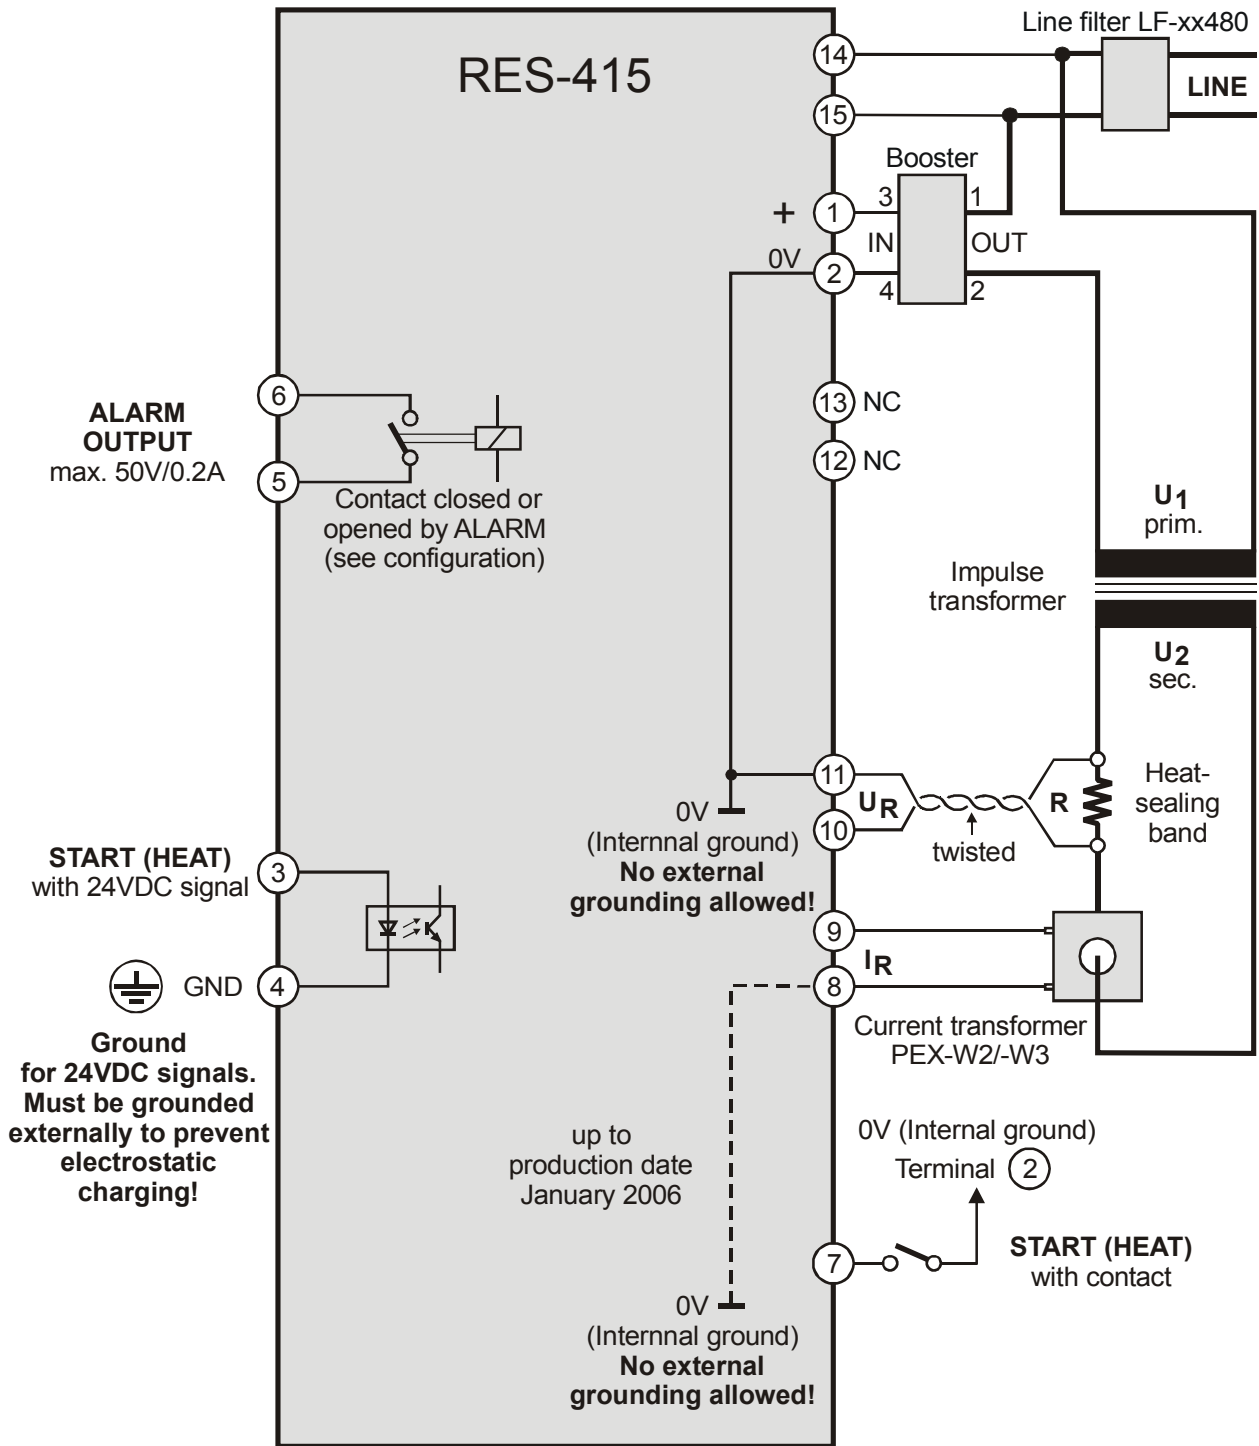 Line filter LF-xx480
RES-415
14
LINE
15
Booster
+
1
3
1
IN
OUT
0V
2
4
2
6
ALARM
OUTPUT
max. 50V/0.2A
5
Contact closed or
opened by ALARM
(see configuration)
13 NC
12 NC
U1
prim.
Impulse
transformer
U2
sec.
11
UR
10
R
Heat-
sealing
band
twisted
0V
(Internnal ground)
No external
grounding allowed!
START (HEAT)
with 24VDC signal
3
GND
4
Ground
for 24VDC signals.
Must be grounded
externally to prevent
electrostatic
charging!
9
IR
8
Current transformer
PEX-W2/-W3
up to
production date
January 2006
0V (Internal ground)
Terminal 2
7
START (HEAT)
with contact
0V
(Internnal ground)
No external
grounding allowed!